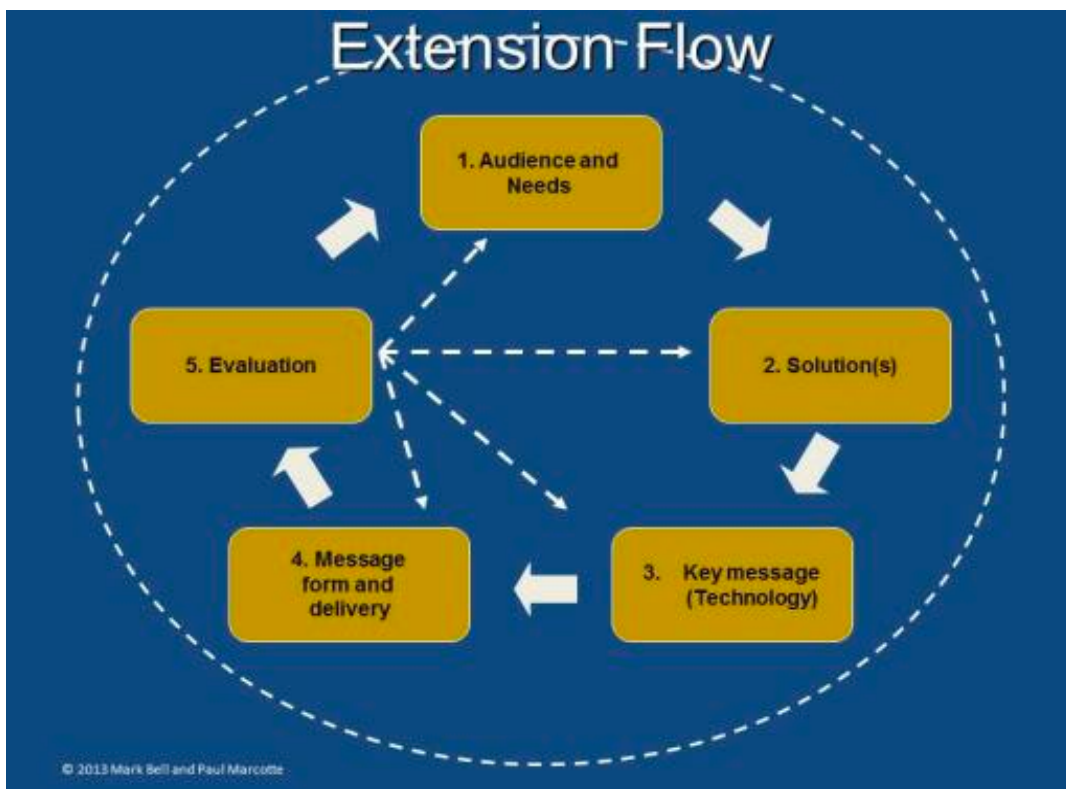 Extension Flow
1. Audience and
Needs
5. Evaluation
2. Solution(s)
4. Message
form and
delivery
3. Key message
(Technology)
© 2013 Mark Bell and Paul Marcotte